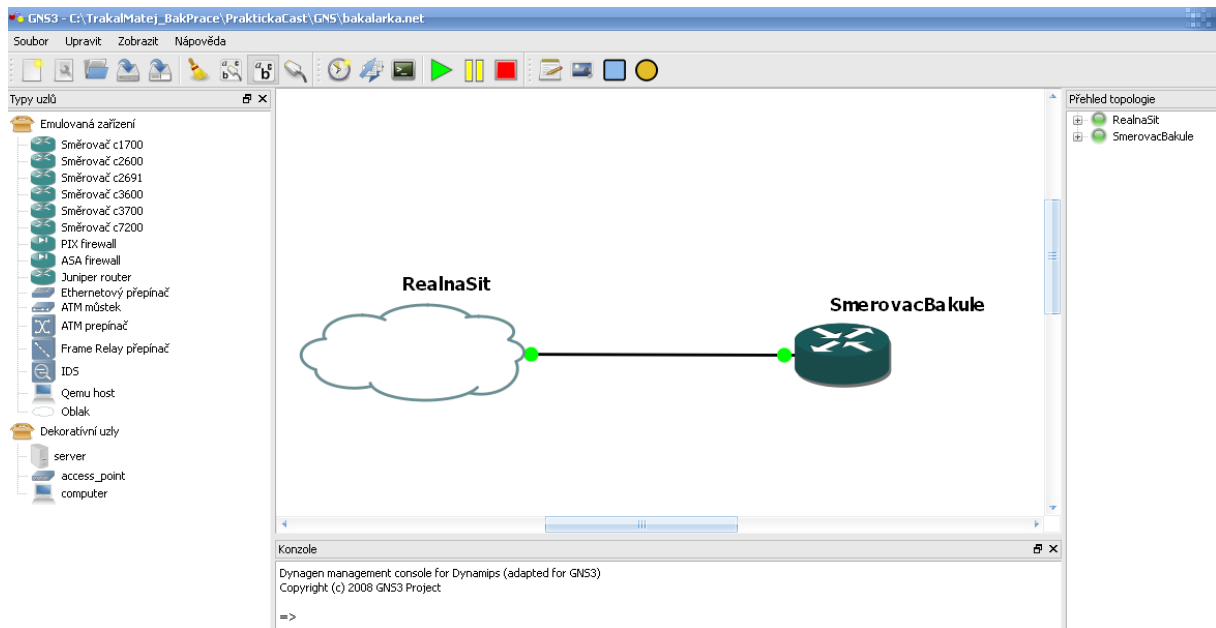 GNS3 - C:\TrakalMatej_BakPrace\PraktickaCast\GNS\bakalarka.net
Soubor Upravit Zobrazit Nápověda
Typy uzlů
Emulovaná zařízení
Směrovač c1700
Směrovač c2600
Směrovač c2691
Směrovač c3600
Směrovač c3700
Směrovač c7200
PIX firewall
ASA firewall
Juniper router
Ethernetový přepínač
ATM můstek
ATM prepínač
Frame Relay přepínač
IDS
Qemu host
Oblak
Dekorativní uzly
server
access_point
computer
RealnaSit
SmerovacBakule
Přehled topologie
RealnaSit
SmerovacBakule
Konzole
Dynagen management console for Dynamips (adapted for GNS3)
Copyright (c) 2008 GNS3 Project
=>